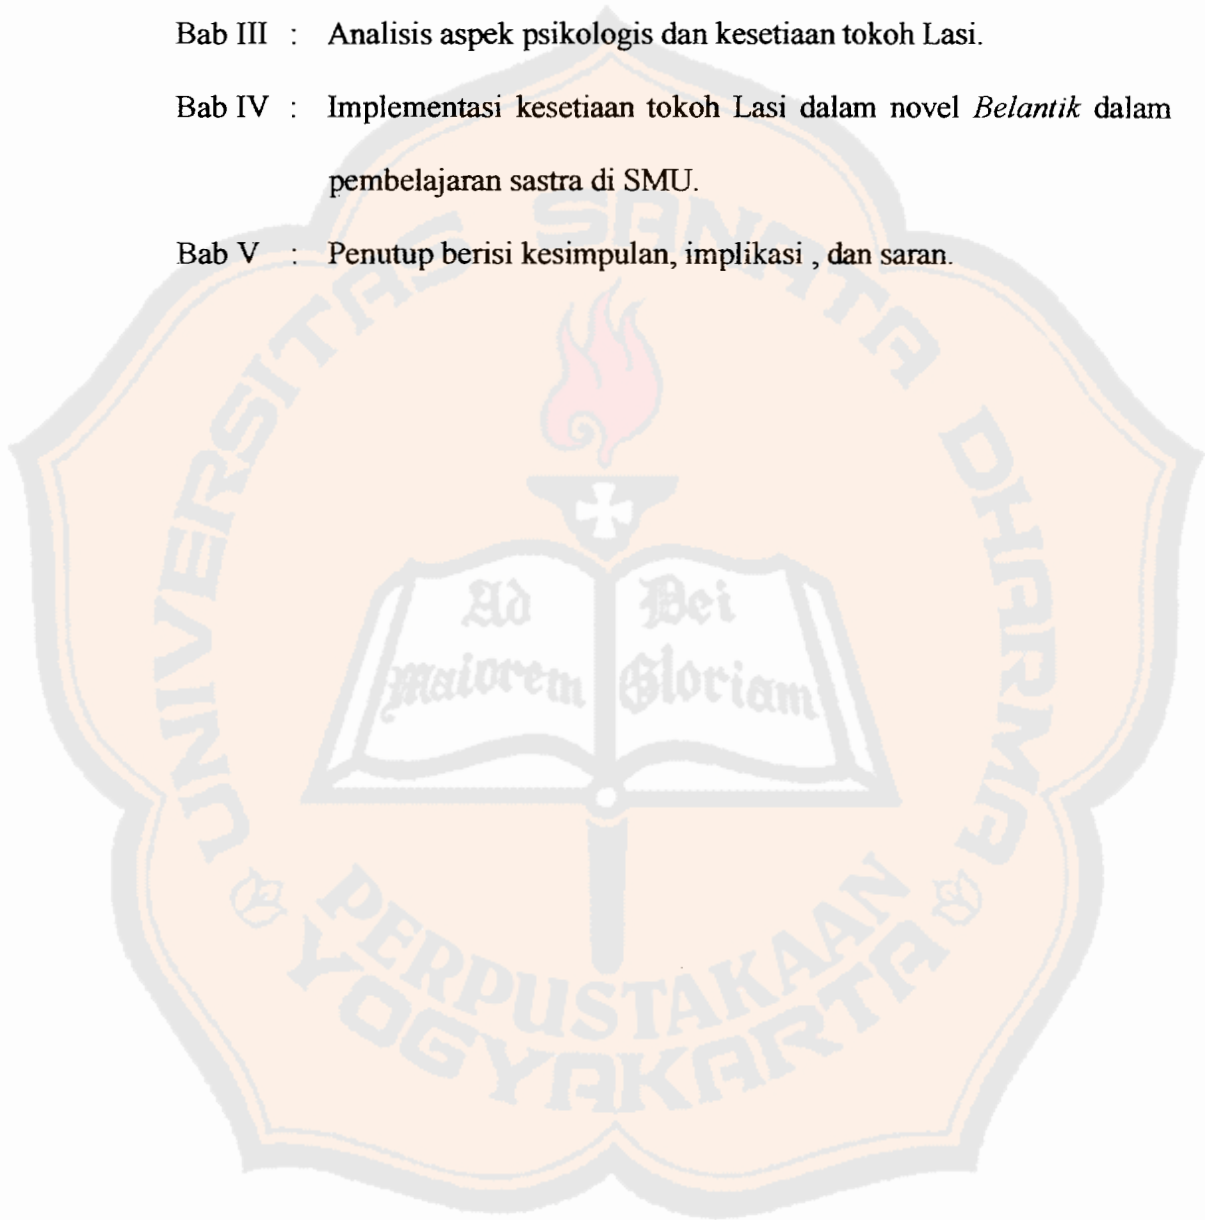 Bab III : Analisis aspek psikologis dan kesetiaan tokoh Lasi.
Bab IV : Implementasi kesetiaan tokoh Lasi dalam novel Belantik dalam
pembelajaran sastra di SMU.
Bab V : Penutup berisi kesimpulan, implikasi , dan saran.
UNIVERSITAS SANATA DHARMA
Ad Dei
maiorem Gloriam
PERPUSTAKAAN
YOGYAKARTA